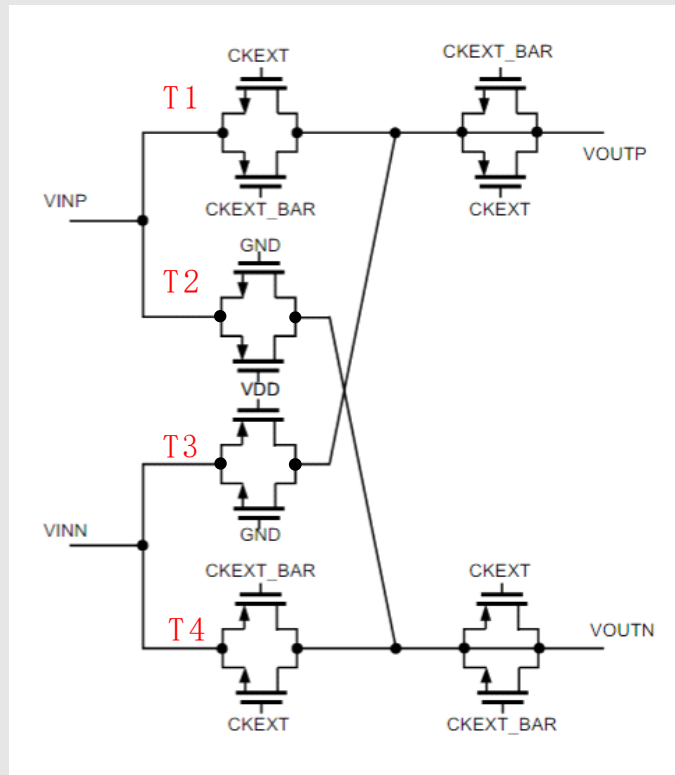 CKEXT
CKEXT_BAR
T1
VOUTP
VINP
CKEXT_BAR
CKEXT
GND
T2
VDD
T3
VINN
GND
CKEXT_BAR
CKEXT
T4
VOUTN
CKEXT
CKEXT_BAR